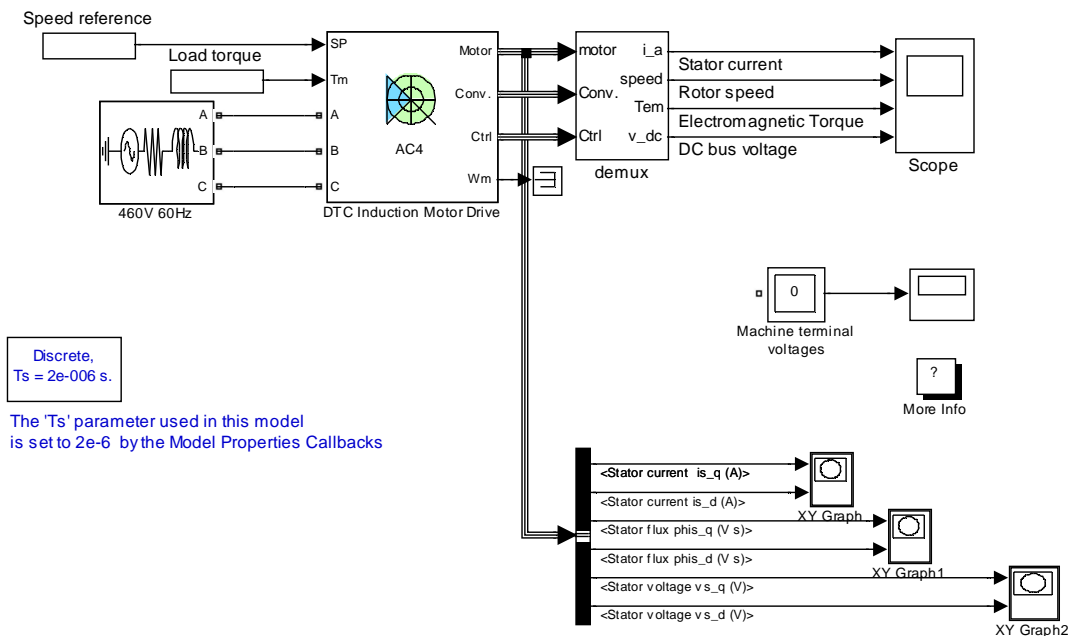 Speed reference
Load torque
SP
Tm
A
B
C
A
B
C
AC4
Motor
Conv.
Ctrl
Wm
motor
Conv.
Ctrl
i_a
speed
Tem
v_dc
demux
Stator current
Rotor speed
Electromagnetic Torque
DC bus voltage
Scope
460V 60Hz
DTC Induction Motor Drive
0
Machine terminal
voltages
?
More Info
Discrete,
Ts = 2e-006 s.
The 'Ts' parameter used in this model
is set to 2e-6 by the Model Properties Callbacks
<Stator current is_q (A)>
<Stator current is_d (A)>
<Stator flux phis_q (V s)>
<Stator flux phis_d (V s)>
<Stator voltage vs_q (V)>
<Stator voltage vs_d (V)>
XY Graph
XY Graph1
XY Graph2